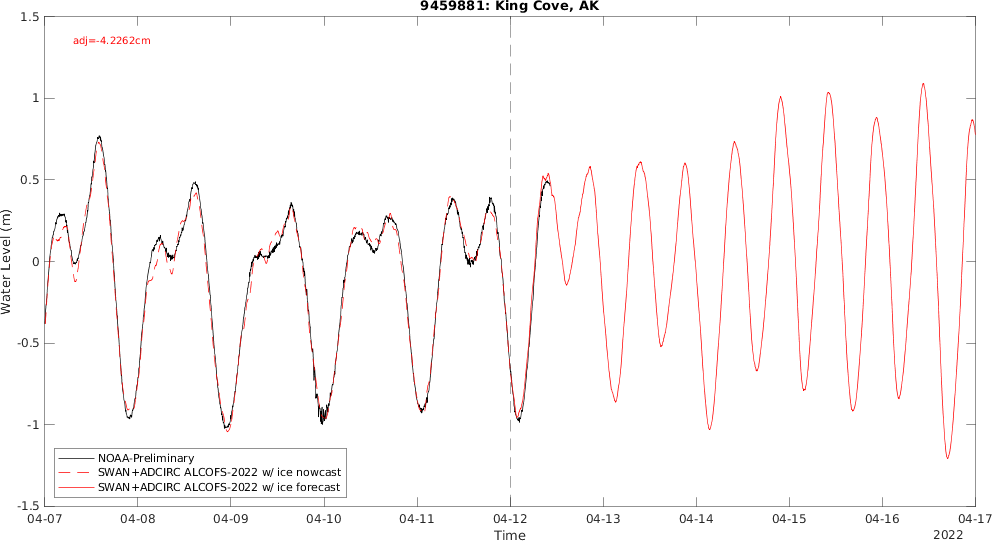 9459881: King Cove, AK
adj=-4.2262cm
Water Level (m)
1.5
1
0.5
0
-0.5
-1
-1.5
NOAA-Preliminary
SWAN+ADCIRC ALCOFS-2022 w/ ice nowcast
SWAN+ADCIRC ALCOFS-2022 w/ ice forecast
04-07 04-08 04-09 04-10 04-11 04-12 04-13 04-14 04-15 04-16 04-17
Time
2022